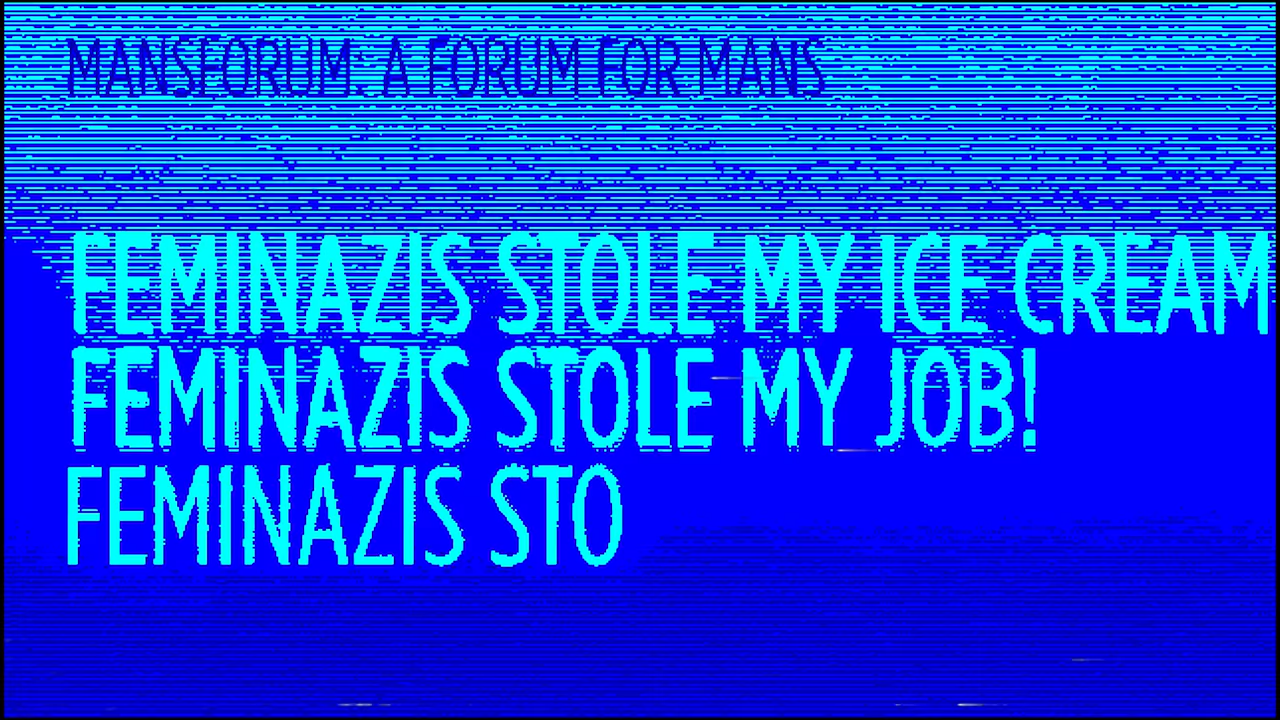 MANSFORUM: A FORUM FOR MANS
FEMINAZIS STOLE MY ICE CREAM
FEMINAZIS STOLE MY JOB!
FEMINAZIS STO